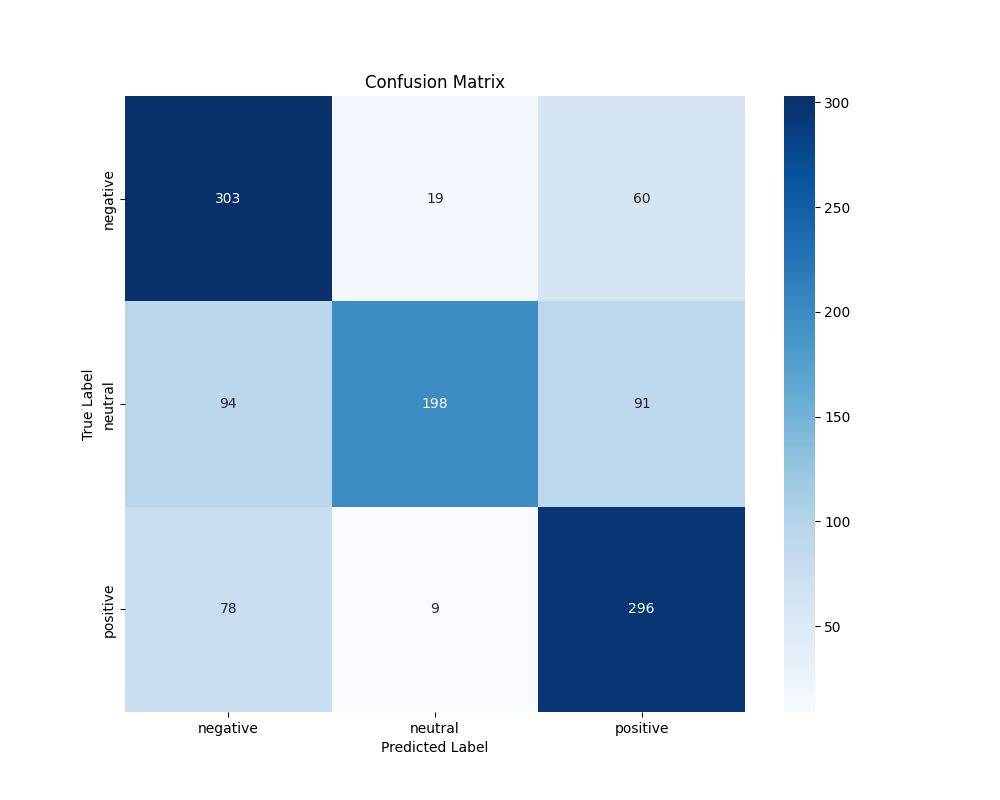 Confusion Matrix
negative
303
19
60
True Label
neutral
94
198
91
positive
78
9
296
negative
neutral
positive
Predicted Label
300
250
200
150
100
50